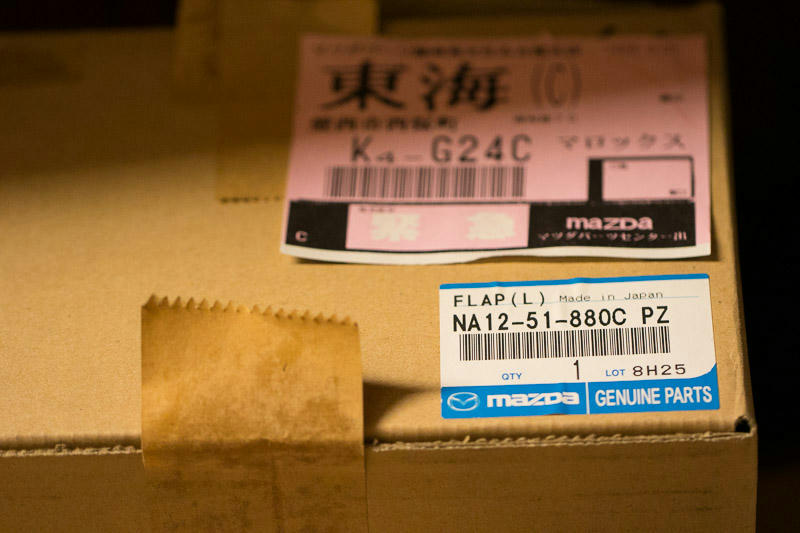 東海(C)
K4-G24C
マロックス
C
緊急
mazda
マツダパーツセンター出
FLAP(L) Made in Japan
NA12-51-880C PZ
QTY 1 LOT 8H25
mazda GENUINE PARTS